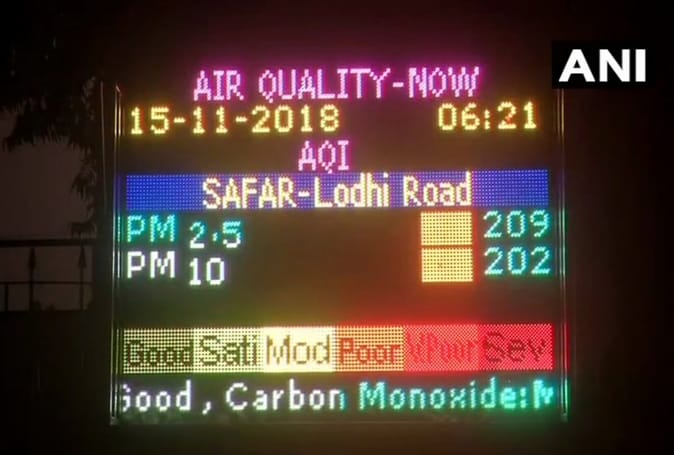 ANI
AIR QUALITY-NOW
15-11-2018 06:21
AQI
SAFAR-Lodhi Road
PM 2.5 209
PM 10 202
Good Sati Mod Poor VPoor Sev
Good, Carbon Monoxide:M